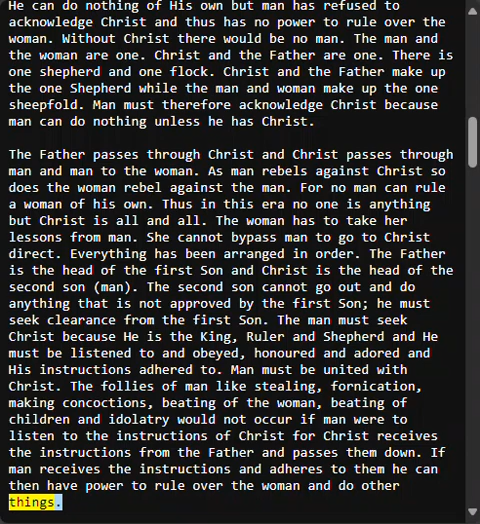 He can do nothing of His own but man has refused to
acknowledge Christ and thus has no power to rule over the
woman. Without Christ there would be no man. The man and
the woman are one. Christ and the Father are one. There is
one shepherd and one flock. Christ and the Father make up
the one Shepherd while the man and woman make up the one
sheepfold. Man must therefore acknowledge Christ because
man can do nothing unless he has Christ.

The Father passes through Christ and Christ passes through
man and man to the woman. As man rebels against Christ so
does the woman rebel against the man. For no man can rule
a woman of his own. Thus in this era no one is anything
but Christ is all and all. The woman has to take her
lessons from man. She cannot bypass man to go to Christ
direct. Everything has been arranged in order. The Father
is the head of the first Son and Christ is the head of the
second son (man). The second son cannot go out and do
anything that is not approved by the first Son; he must
seek clearance from the first Son. The man must seek
Christ because He is the King, Ruler and Shepherd and He
must be listened to and obeyed, honoured and adored and
His instructions adhered to. Man must be united with
Christ. The follies of man like stealing, fornication,
making concoctions, beating of the woman, beating of
children and idolatry would not occur if man were to
listen to the instructions of Christ for Christ receives
the instructions from the Father and passes them down. If
man receives the instructions and adheres to them he can
then have power to rule over the woman and do other
things.